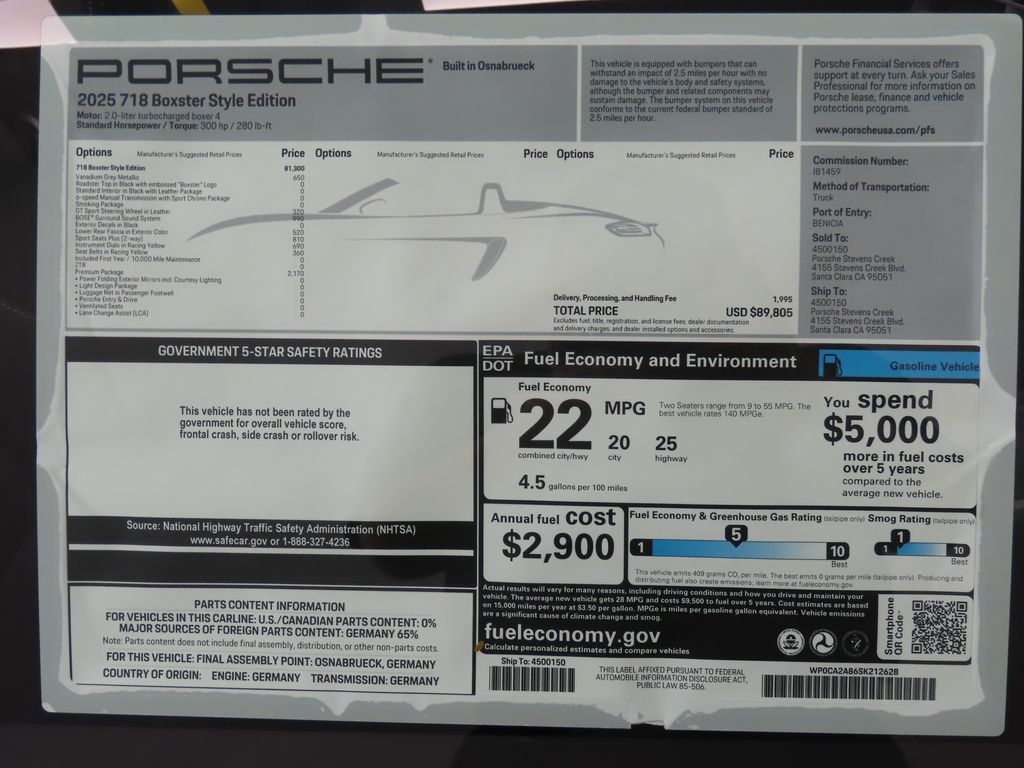 PORSCHE® Built in Osnabrueck
2025 718 Boxster Style Edition
Motor: 2.0-liter turbocharged boxer 4
Standard Horsepower / Torque: 300 hp / 280 lb-ft
This vehicle is equipped with bumpers that can
withstand an impact of 2.5 miles per hour with no
damage to the vehicle's body and safety systems,
although the bumper and related components may
sustain damage. The bumper system on this vehicle
conforms to the current federal bumper standard of
2.5 miles per hour.
Porsche Financial Services offers
support at every turn. Ask your Sales
Professional for more information on
Porsche lease, finance and vehicle
protections programs.
www.porscheusa.com/pfs
Options Manufacturer's Suggested Retail Prices Price Options Manufacturer's Suggested Retail Prices Price Options Manufacturer's Suggested Retail Prices Price
718 Boxster Style Edition 81,300
Vanadium Grey Metallic 650
Roadster Top in Black with embossed "Boxster" Logo 0
Standard Interior in Black with Leather Package 0
6-speed Manual Transmission with Sport Chrono Package 0
Smoking Package 0
GT Sport Steering Wheel in Leather 320
BOSE® Surround Sound System 990
Exterior Decals in Black 0
Lower Rear Fascia in Exterior Color 520
Sport Seats Plus (2-way) 810
Instrument Dials in Racing Yellow 690
Seat Belts in Racing Yellow 360
Included First Year / 10,000 Mile Maintenance 0
ZTR 0
Premium Package 2,170
• Power Folding Exterior Mirrors incl. Courtesy Lighting 0
• Light Design Package 0
• Luggage Net in Passenger Footwell 0
• Porsche Entry & Drive 0
• Ventilated Seats 0
• Lane Change Assist (LCA) 0
Delivery, Processing, and Handling Fee 1,995
TOTAL PRICE USD $89,805
Excludes fuel, title, registration, and license fees; dealer documentation
and delivery charges; and dealer installed options and accessories.
Commission Number:
I81459
Method of Transportation:
Truck
Port of Entry:
BENICIA
Sold To:
4500150
Porsche Stevens Creek
4155 Stevens Creek Blvd.
Santa Clara CA 95051
Ship To:
4500150
Porsche Stevens Creek
4155 Stevens Creek Blvd.
Santa Clara CA 95051
GOVERNMENT 5-STAR SAFETY RATINGS
This vehicle has not been rated by the
government for overall vehicle score,
frontal crash, side crash or rollover risk.
Source: National Highway Traffic Safety Administration (NHTSA)
www.safecar.gov or 1-888-327-4236
PARTS CONTENT INFORMATION
FOR VEHICLES IN THIS CARLINE: U.S./CANADIAN PARTS CONTENT: 0%
MAJOR SOURCES OF FOREIGN PARTS CONTENT: GERMANY 65%
Note: Parts content does not include final assembly, distribution, or other non-parts costs.
FOR THIS VEHICLE: FINAL ASSEMBLY POINT: OSNABRUECK, GERMANY
COUNTRY OF ORIGIN: ENGINE: GERMANY TRANSMISSION: GERMANY
EPA
DOT
Fuel Economy and Environment
Gasoline Vehicle
Fuel Economy
22 MPG
combined city/hwy
20
city
25
highway
4.5 gallons per 100 miles
Two Seaters range from 9 to 55 MPG. The
best vehicle rates 140 MPGe.
You spend
$5,000
more in fuel costs
over 5 years
compared to the
average new vehicle.
Annual fuel cost
$2,900
Fuel Economy & Greenhouse Gas Rating (tailpipe only) Smog Rating (tailpipe only)
5
1 10
Best
1
1 10
Best
This vehicle emits 409 grams CO₂ per mile. The best emits 0 grams per mile (tailpipe only). Producing and
distributing fuel also create emissions; learn more at fueleconomy.gov.
Actual results will vary for many reasons, including driving conditions and how you drive and maintain your
vehicle. The average new vehicle gets 28 MPG and costs $9,500 to fuel over 5 years. Cost estimates are based
on 15,000 miles per year at $3.50 per gallon. MPGe is miles per gasoline gallon equivalent. Vehicle emissions
are a significant cause of climate change and smog.
fueleconomy.gov
Calculate personalized estimates and compare vehicles
Smartphone
QR Code™
Ship To: 4500150
THIS LABEL AFFIXED PURSUANT TO FEDERAL
AUTOMOBILE INFORMATION DISCLOSURE ACT,
PUBLIC LAW 85-506.
WP0CA2A86SK212628